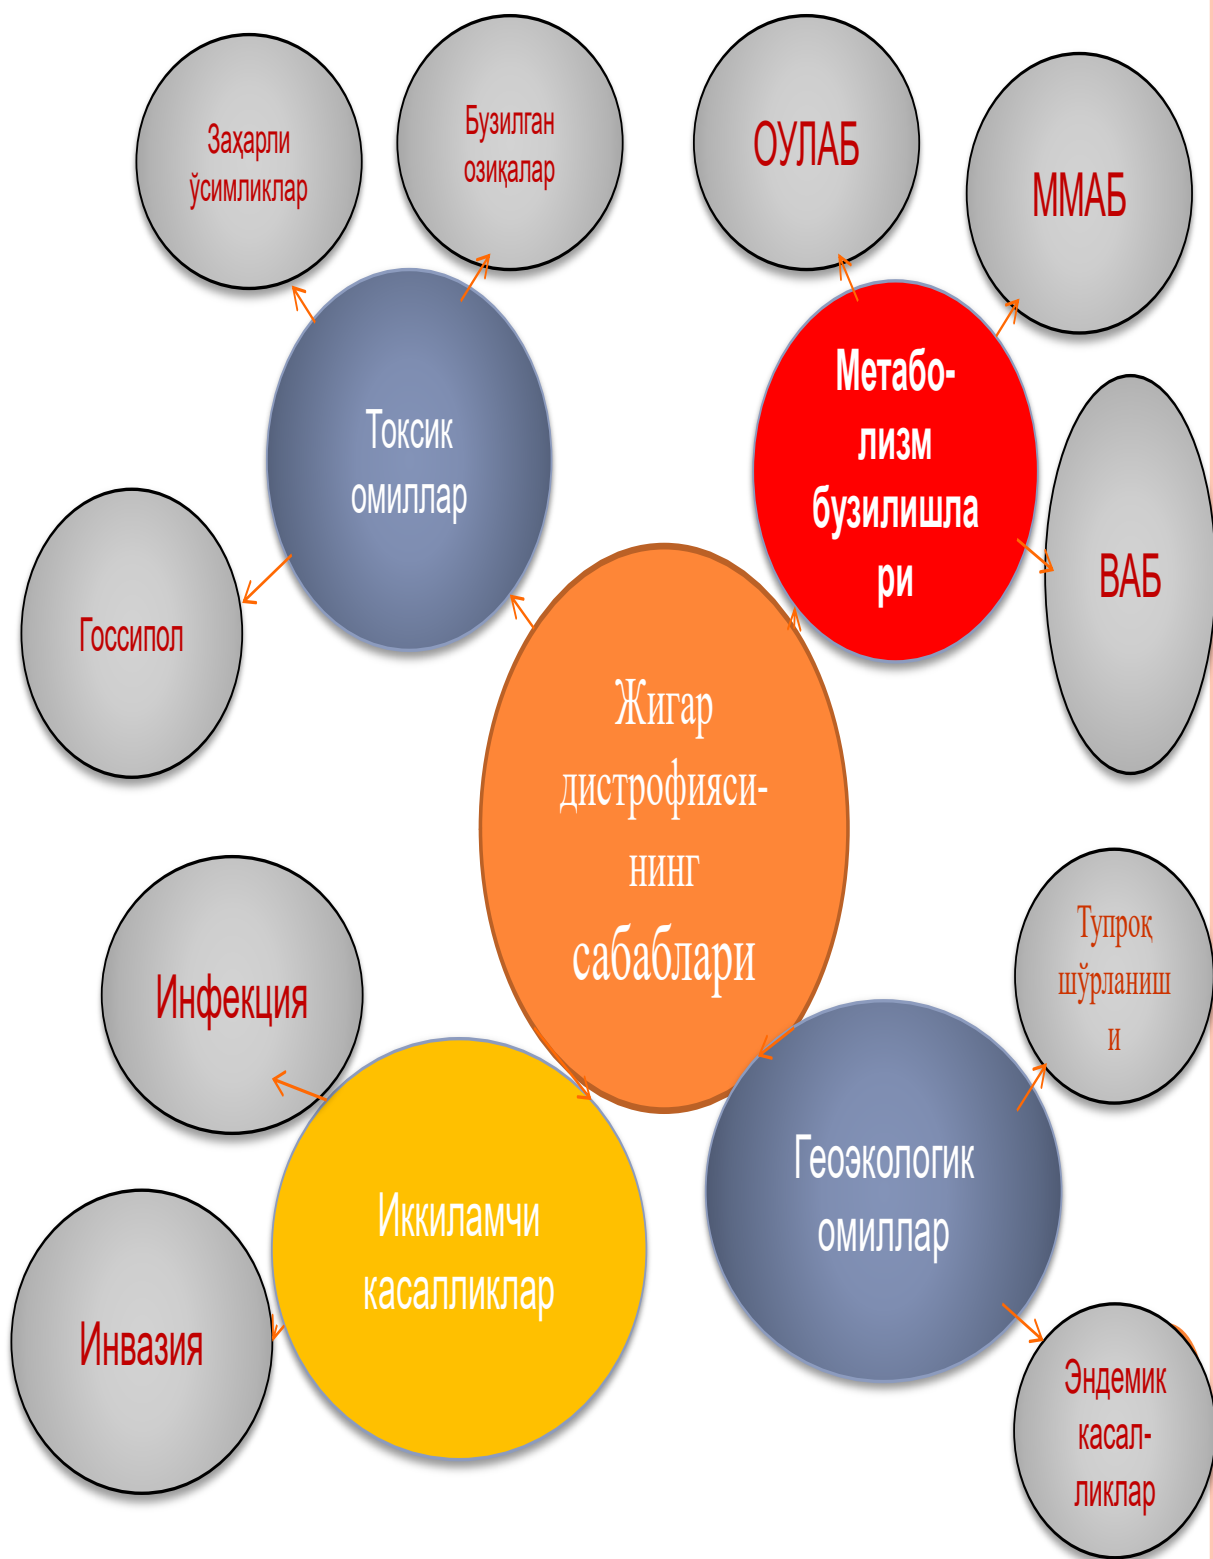 Заҳарли
ўсимликлар
Бузилган
озиқалар
ОУЛАБ
ММАБ
Токсик
омиллар
Метабо-
лизм
бузилишла
ри
Госсипол
ВАБ
Жигар
дистрофияси-
нинг
сабаблари
Инфекция
Тупроқ
шўрланиш
и
Иккиламчи
касалликлар
Геоэкологик
омиллар
Инвазия
Эндемик
касал-
ликлар